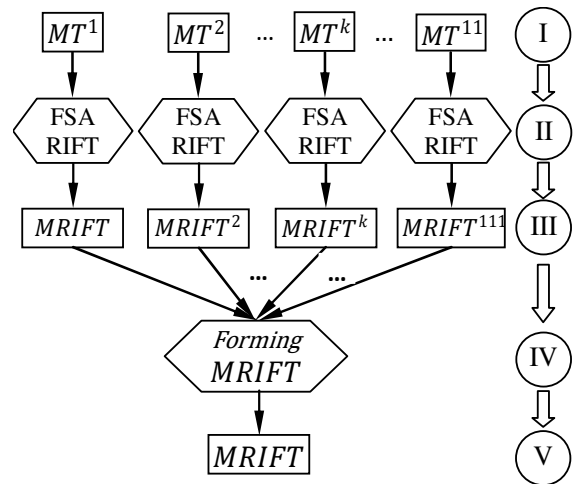 MT¹ MT² ... MTᵏ ... MT¹¹ I
FSA FSA FSA FSA
RIFT RIFT RIFT RIFT II
MRIFT MRIFT² MRIFTᵏ MRIFT¹¹¹ III
... ...
Forming
MRIFT IV
MRIFT V